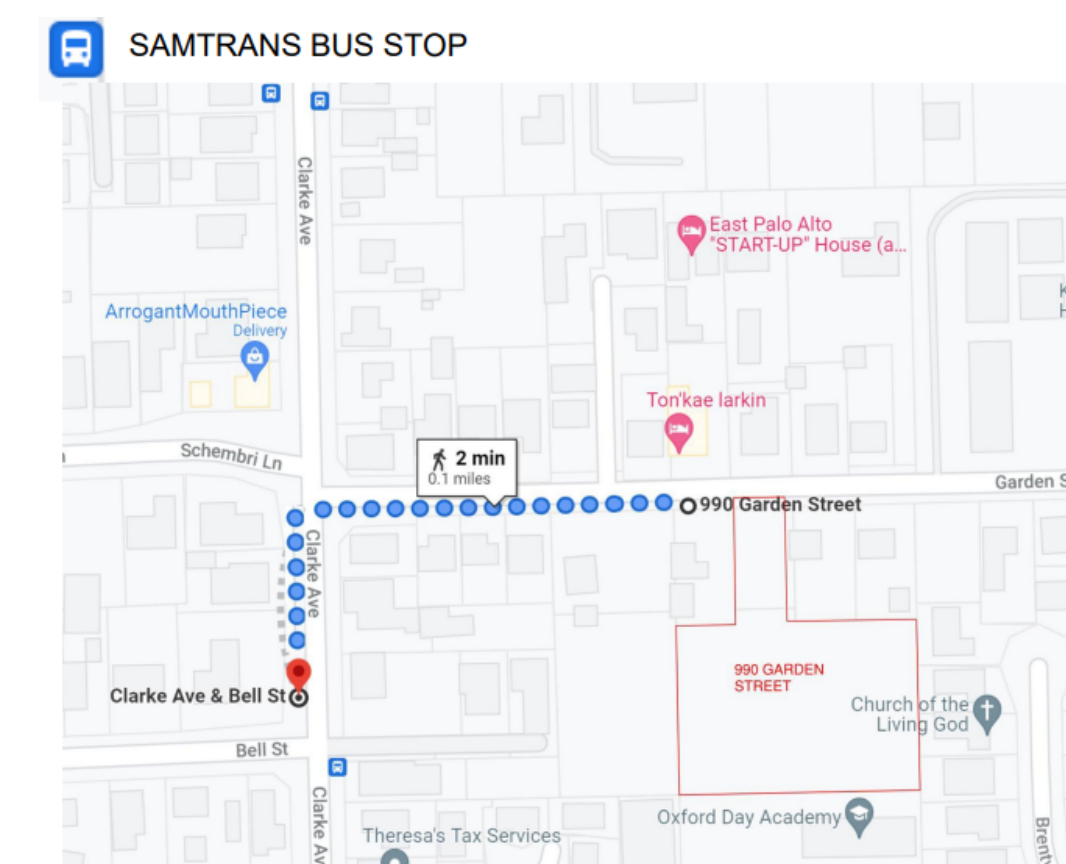 SAMTRANS BUS STOP
Clarke Ave
East Palo Alto
"START-UP" House (a...
ArrogantMouthPiece
Delivery
Ton'kae larkin
Schembri Ln
2 min
0.1 miles
Garden S
990 Garden Street
Clarke Ave
990 GARDEN
STREET
Clarke Ave & Bell St
Church of the
Living God
Bell St
Clarke Av
Oxford Day Academy
Theresa's Tax Services
Brent